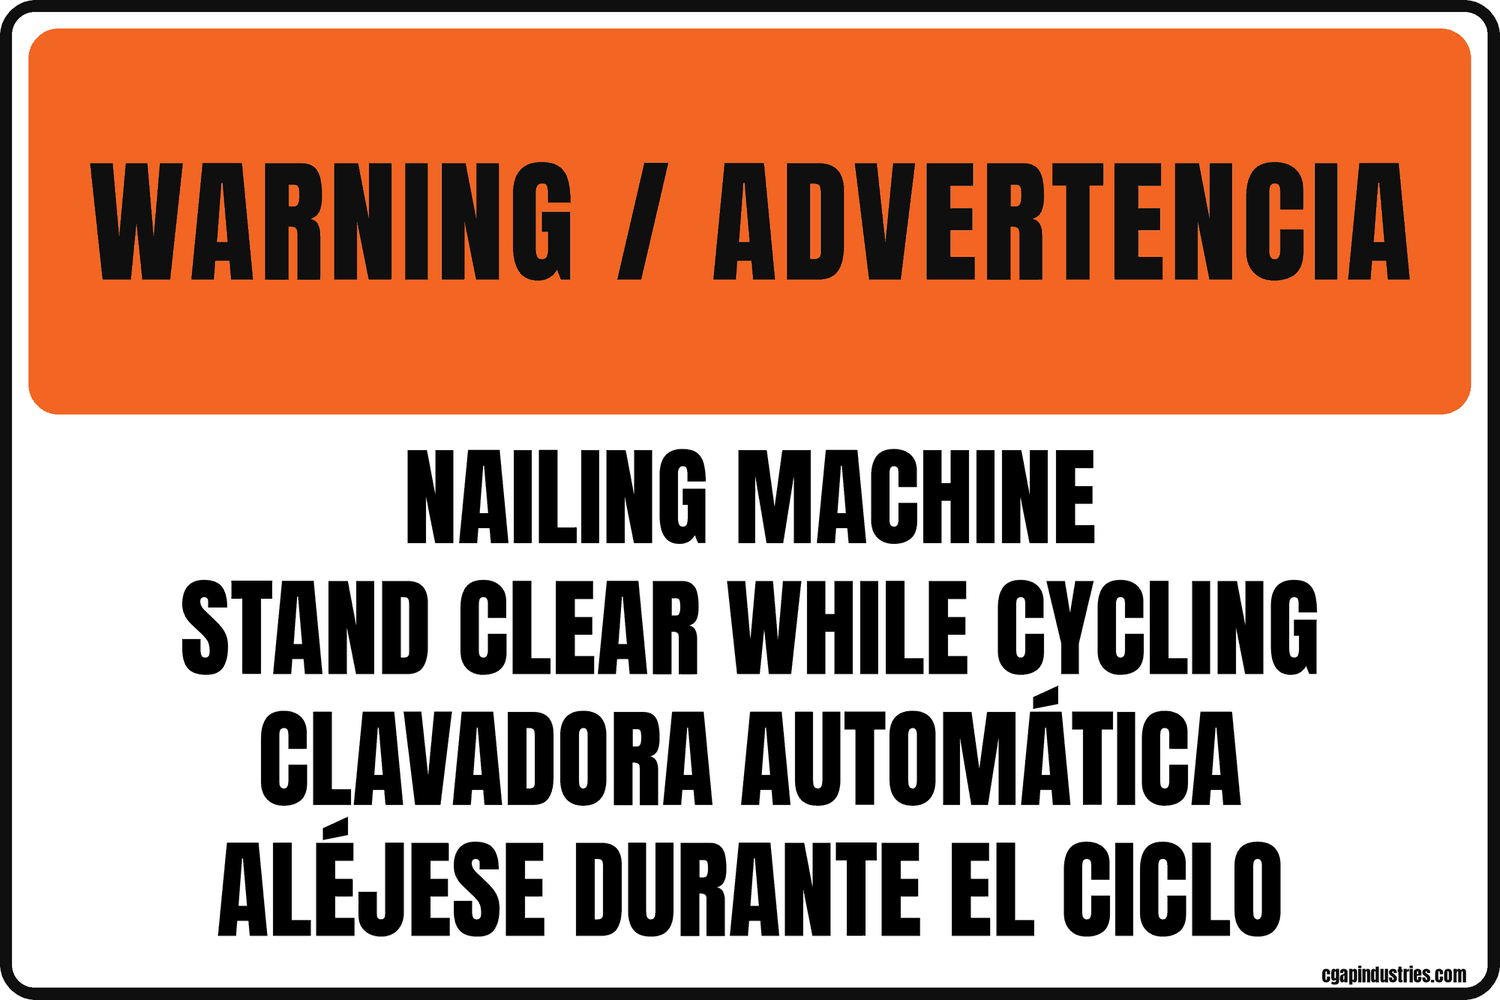 WARNING / ADVERTENCIA
NAILING MACHINE
STAND CLEAR WHILE CYCLING
CLAVADORA AUTOMÁTICA
ALÉJESE DURANTE EL CICLO
cgapindustries.com